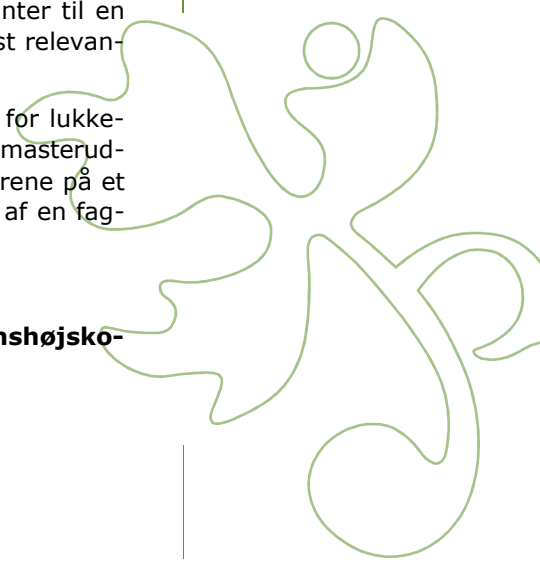 nter til en
st relevan-
for lukke-
masterud-
rene på et
af en fag-
nshøjsko-